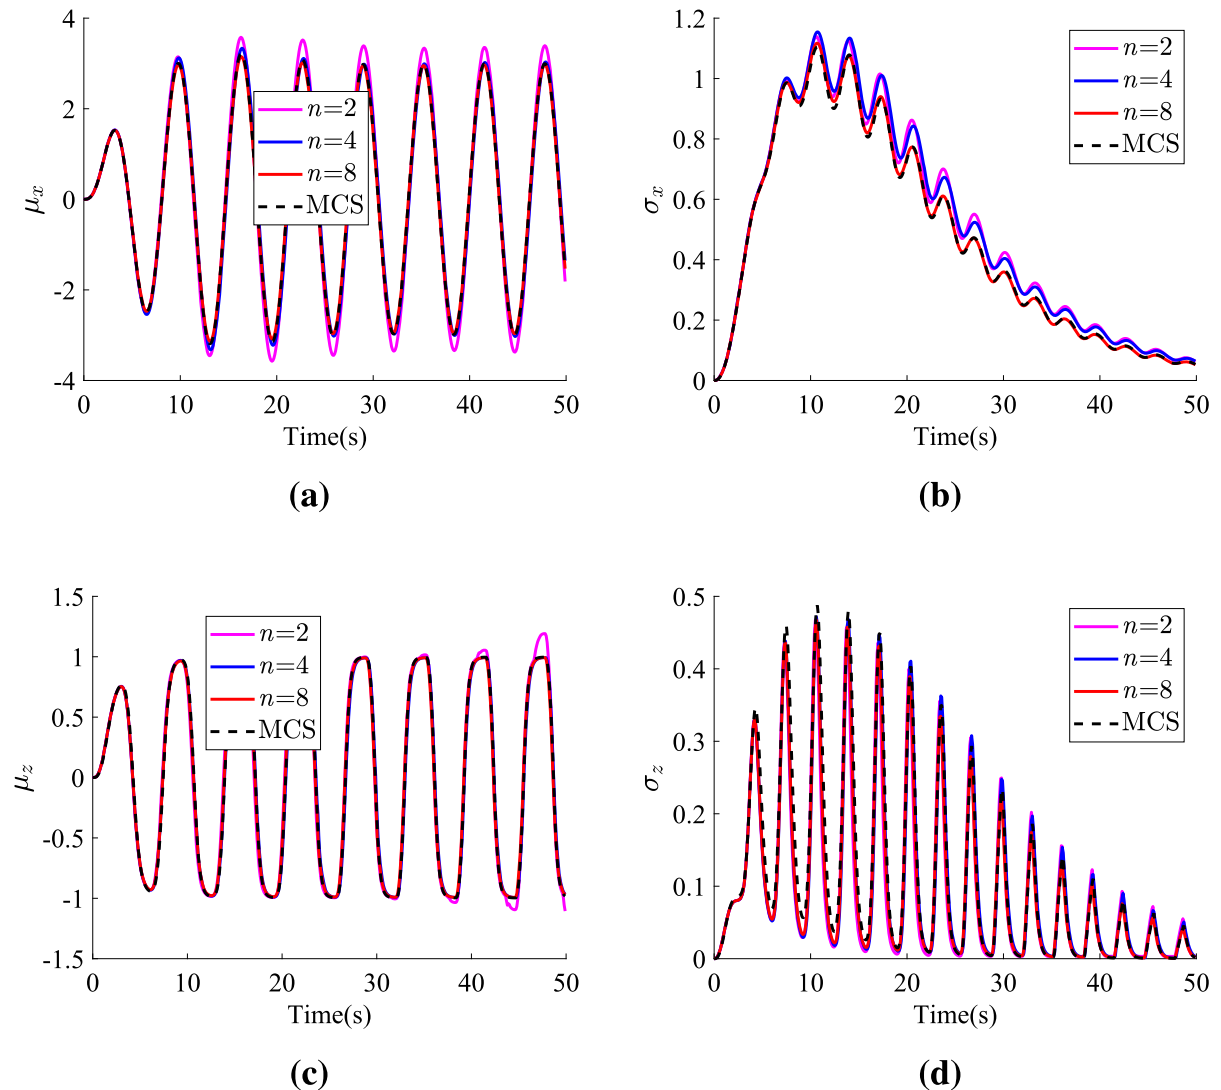 4
2
0
-2
-4
μx
n=2
n=4
n=8
MCS
0 10 20 30 40 50
Time(s)
(a)
1.2
1
0.8
0.6
0.4
0.2
0
σx
n=2
n=4
n=8
MCS
0 10 20 30 40 50
Time(s)
(b)
1.5
1
0.5
0
-0.5
-1
-1.5
μz
n=2
n=4
n=8
MCS
0 10 20 30 40 50
Time(s)
(c)
0.5
0.4
0.3
0.2
0.1
0
σz
n=2
n=4
n=8
MCS
0 10 20 30 40 50
Time(s)
(d)